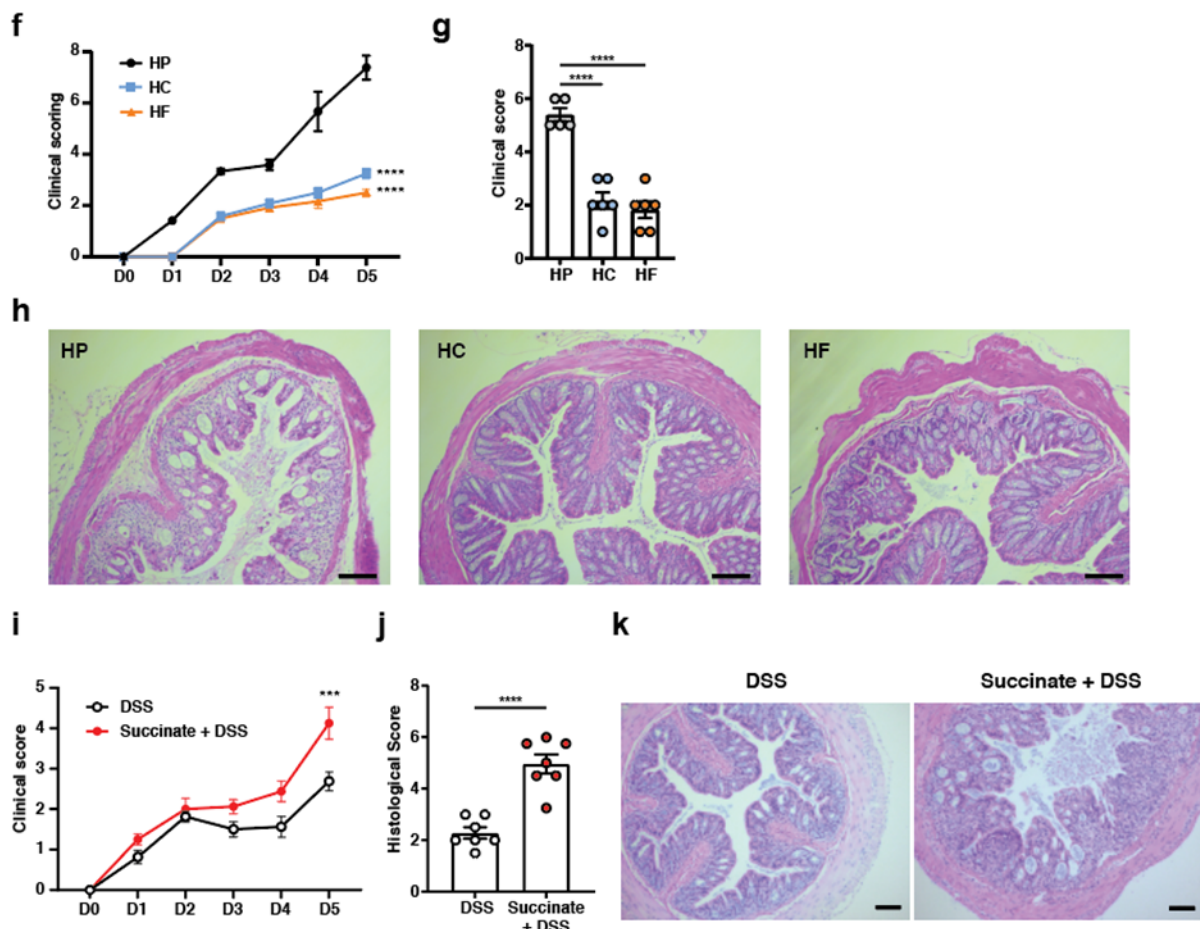 f
8
6
4
2
0
Clinical scoring
HP
HC
HF
****
****
D0 D1 D2 D3 D4 D5
g
8
6
4
2
0
Clinical score
****
****
HP HC HF
h
HP
HC
HF
i
5
4
3
2
1
0
Clinical score
DSS
Succinate + DSS
***
D0 D1 D2 D3 D4 D5
j
8
6
4
2
0
Histological Score
****
DSS Succinate
+ DSS
k
DSS
Succinate + DSS